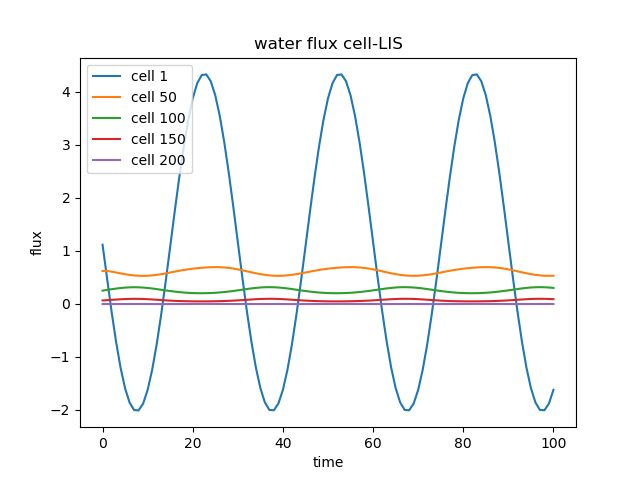 water flux cell-LIS
cell 1
cell 50
cell 100
cell 150
cell 200
flux
4
3
2
1
0
−1
−2
0 20 40 60 80 100
time